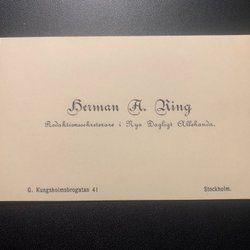 Herman A. Ring
Redaktionssekreterare i Nya Dagligt Allehanda.
G. Kungsholmsbrogatan 41 Stockholm.